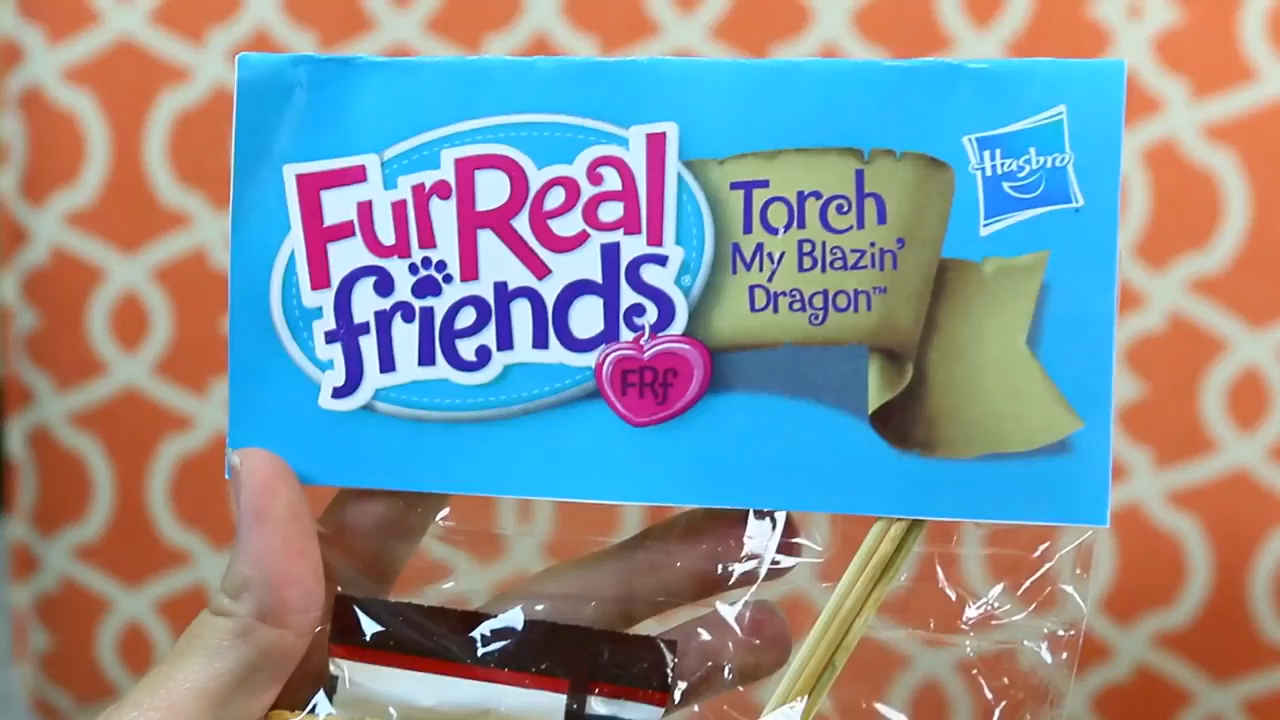 FurReal
friends®
FRf
Torch
My Blazin'
Dragon™
Hasbro